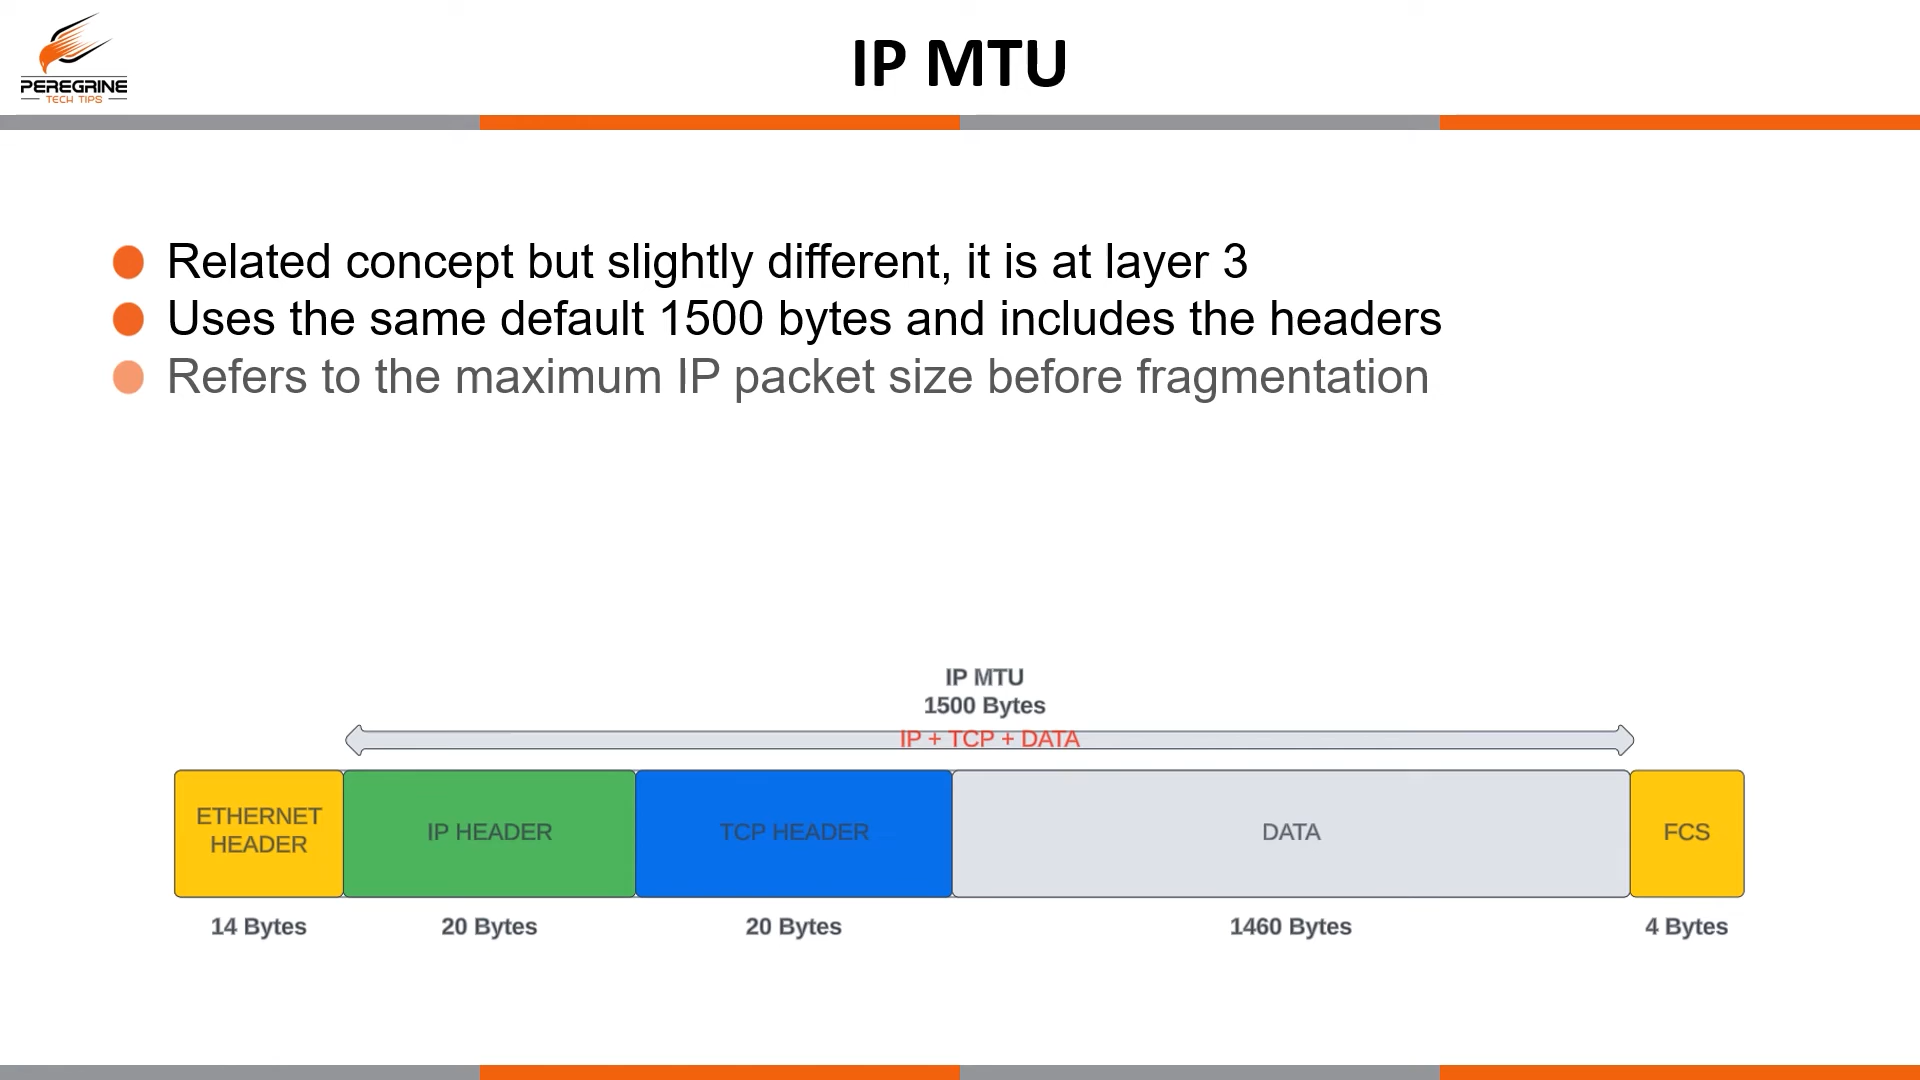 PEREGRINE
TECH TIPS
IP MTU
Related concept but slightly different, it is at layer 3
Uses the same default 1500 bytes and includes the headers
Refers to the maximum IP packet size before fragmentation
IP MTU
1500 Bytes
IP + TCP + DATA
ETHERNET
HEADER
IP HEADER
TCP HEADER
DATA
FCS
14 Bytes
20 Bytes
20 Bytes
1460 Bytes
4 Bytes